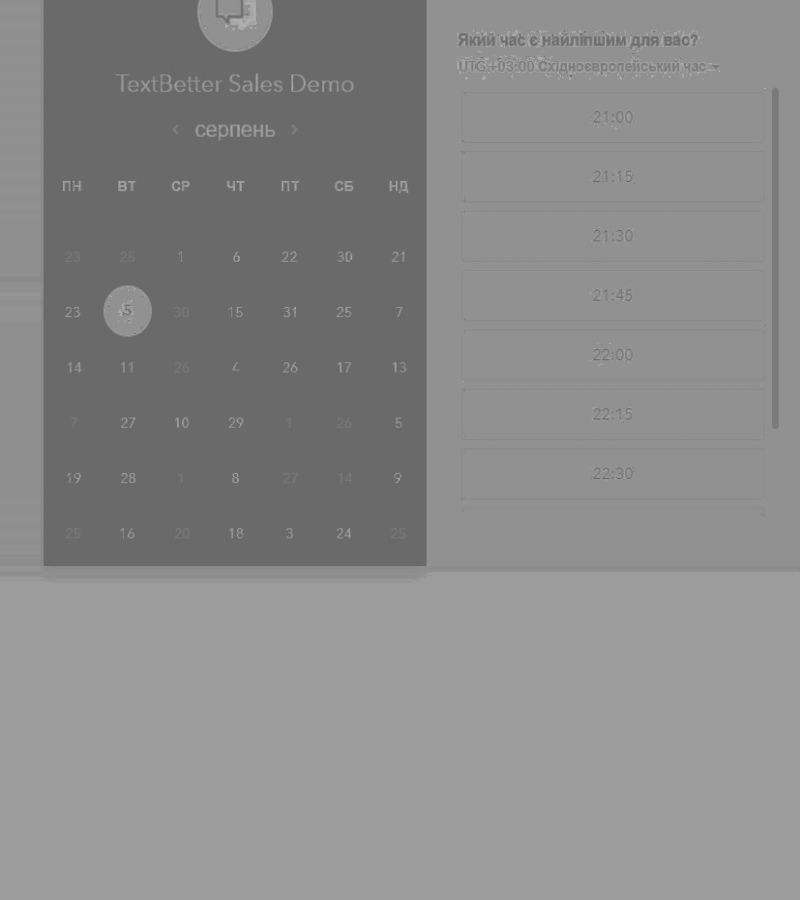 TextBetter Sales Demo
‹ серпень ›
ПН ВТ СР ЧТ ПТ СБ НД
23 25 1 6 22 30 21
23 5 30 15 31 25 7
14 11 26 4 26 17 13
7 27 10 29 1 26 5
19 28 1 8 27 14 9
25 16 20 18 3 24 25
Який час є найліпшим для вас?
UTC+03:00 Східноєвропейський час
21:00
21:15
21:30
21:45
22:00
22:15
22:30